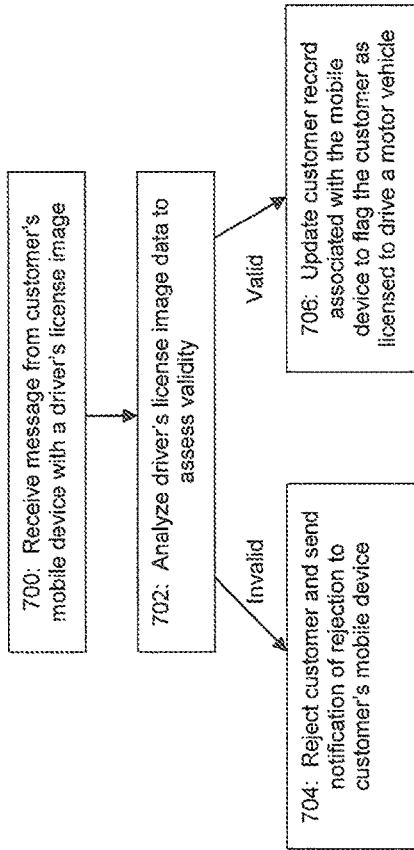 700: Receive message from customer's
mobile device with a driver's license image
702: Analyze driver's license image data to
assess validity
Invalid
Valid
704: Reject customer and send
notification of rejection to
customer's mobile device
706: Update customer record
associated with the mobile
device to flag the customer as
licensed to drive a motor vehicle